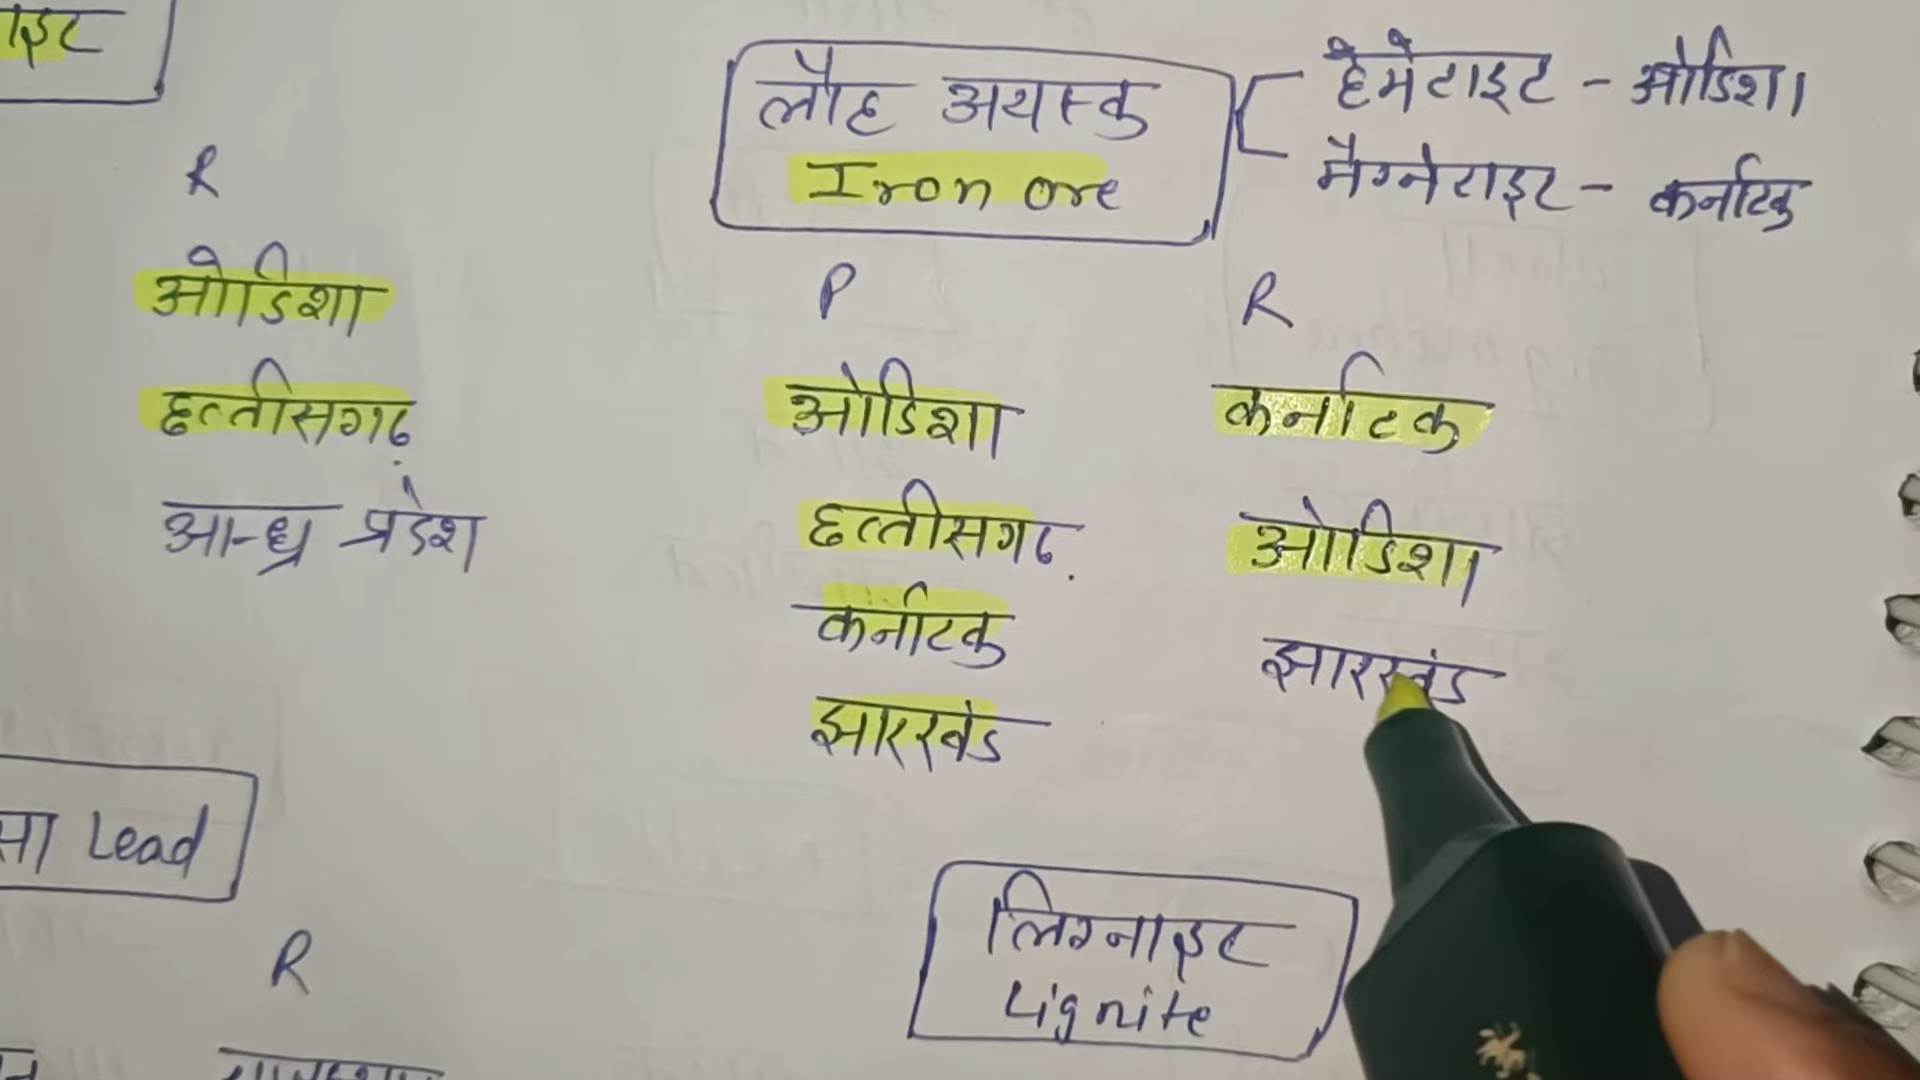 लौह अयस्क
Iron ore
हेमेटाइट - ओडिशा
मैग्नेटाइट - कर्नाटक
R
ओडिशा
छत्तीसगढ़
आन्ध्र प्रदेश
P
ओडिशा
छत्तीसगढ़
कर्नाटक
झारखंड
R
कर्नाटक
ओडिशा
झारखंड
Lead
R
लिग्नाइट
Lignite